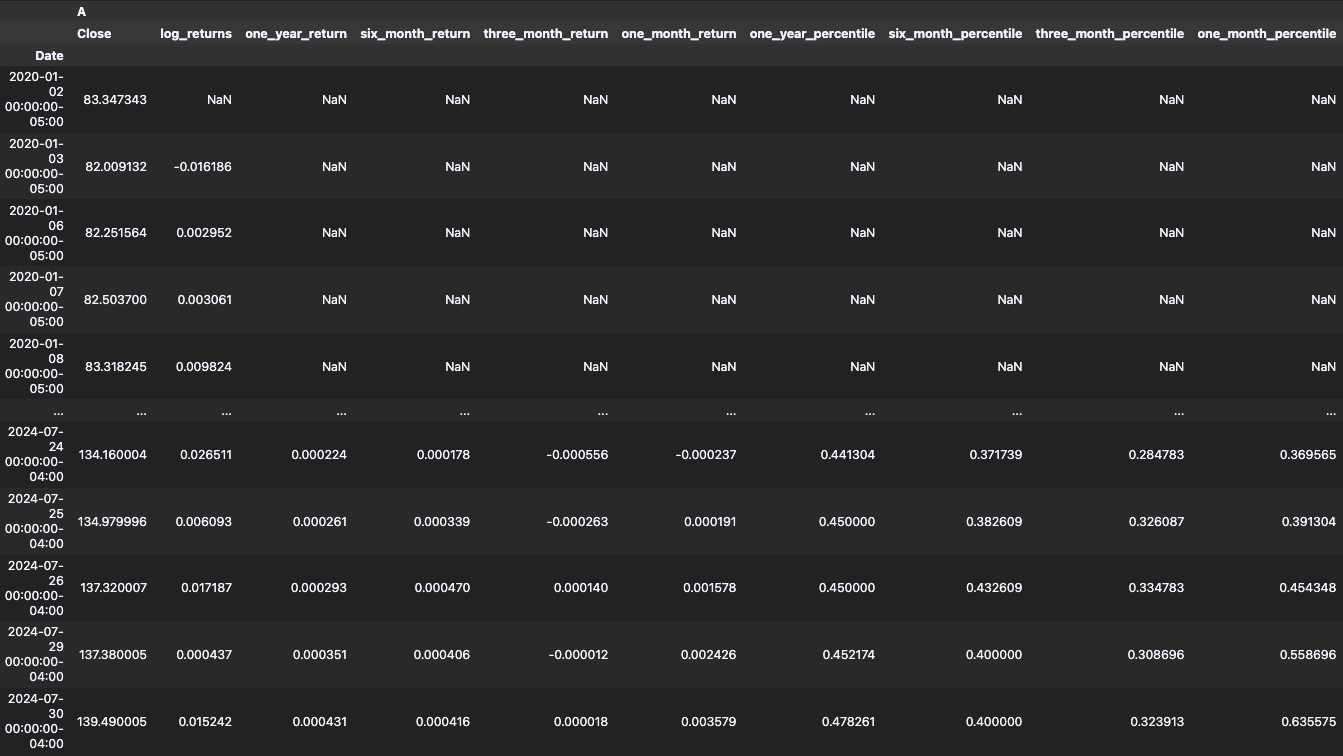 A
Close log_returns one_year_return six_month_return three_month_return one_month_return one_year_percentile six_month_percentile three_month_percentile one_month_percentile
Date
2020-01-
02
00:00:00-
05:00 83.347343 NaN NaN NaN NaN NaN NaN NaN NaN NaN
2020-01-
03
00:00:00-
05:00 82.009132 -0.016186 NaN NaN NaN NaN NaN NaN NaN NaN
2020-01-
06
00:00:00-
05:00 82.251564 0.002952 NaN NaN NaN NaN NaN NaN NaN NaN
2020-01-
07
00:00:00-
05:00 82.503700 0.003061 NaN NaN NaN NaN NaN NaN NaN NaN
2020-01-
08
00:00:00-
05:00 83.318245 0.009824 NaN NaN NaN NaN NaN NaN NaN NaN
... ... ... ... ... ... ... ... ... ... ...
2024-07-
24
00:00:00-
04:00 134.160004 0.026511 0.000224 0.000178 -0.000556 -0.000237 0.441304 0.371739 0.284783 0.369565
2024-07-
25
00:00:00-
04:00 134.979996 0.006093 0.000261 0.000339 -0.000263 0.000191 0.450000 0.382609 0.326087 0.391304
2024-07-
26
00:00:00-
04:00 137.320007 0.017187 0.000293 0.000470 0.000140 0.001578 0.450000 0.432609 0.334783 0.454348
2024-07-
29
00:00:00-
04:00 137.380005 0.000437 0.000351 0.000406 -0.000012 0.002426 0.452174 0.400000 0.308696 0.558696
2024-07-
30
00:00:00-
04:00 139.490005 0.015242 0.000431 0.000416 0.000018 0.003579 0.478261 0.400000 0.323913 0.635575